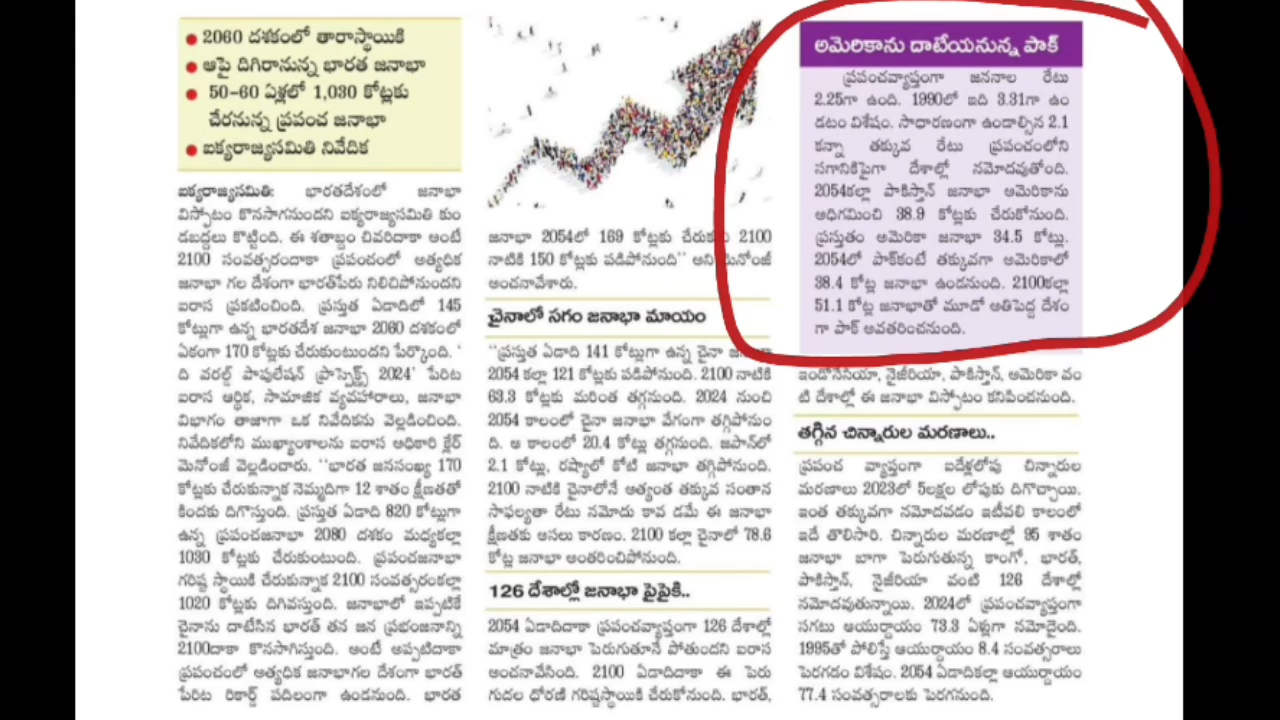 2060 దశకంలో తారాస్థాయికి
ఆపై దిగిరానున్న భారత జనాభా
50-60 ఏళ్లలో 1,030 కోట్లకు
చేరనున్న ప్రపంచ జనాభా
ఐక్యరాజ్యసమితి నివేదిక
ఐక్యరాజ్యసమితి: భారతదేశంలో జనాభా
విస్ఫోటం కొనసాగనుందని ఐక్యరాజ్యసమితి కుం
డబద్దలు కొట్టింది. ఈ శతాబ్దం చివరిదాకా అంటే
2100 సంవత్సరందాకా ప్రపంచంలో అత్యధిక
జనాభా గల దేశంగా భారత్‌పేరు నిలిచిపోనుందని
ఐరాస ప్రకటించింది. ప్రస్తుత ఏడాదిలో 145
కోట్లుగా ఉన్న భారతదేశ జనాభా 2060 దశకంలో
ఏకంగా 170 కోట్లకు చేరుకుంటుందని పేర్కొంది. '
ది వరల్డ్ పాపులేషన్ ప్రాస్పెక్ట్స్ 2024' పేరిట
ఐరాస ఆర్థిక, సామాజిక వ్యవహారాలు, జనాభా
విభాగం తాజాగా ఒక నివేదికను వెల్లడించింది.
నివేదికలోని ముఖ్యాంశాలను ఐరాస అధికారి క్లేర్
మెనోంజీ వెల్లడించారు. ''భారత జనసంఖ్య 170
కోట్లకు చేరుకున్నాక నెమ్మదిగా 12 శాతం క్షీణతతో
కిందకు దిగొస్తుంది. ప్రస్తుత ఏడాది 820 కోట్లుగా
ఉన్న ప్రపంచజనాభా 2080 దశకం మధ్యకల్లా
1030 కోట్లకు చేరుకుంటుంది. ప్రపంచజనాభా
గరిష్ట స్థాయికి చేరుకున్నాక 2100 సంవత్సరంకల్లా
1020 కోట్లకు దిగివస్తుంది. జనాభాలో ఇప్పటికే
చైనాను దాటేసిన భారత్ తన జన ప్రభంజనాన్ని
2100దాకా కొనసాగిస్తుంది. అంటే అప్పటిదాకా
ప్రపంచంలో అత్యధిక జనాభాగల దేశంగా భారత్
పేరిట రికార్డ్ పదిలంగా ఉండనుంది. భారత
జనాభా 2054లో 169 కోట్లకు చేరుకుని 2100
నాటికి 150 కోట్లకు పడిపోనుంది'' అని మెనోంజీ
అంచనావేశారు.
చైనాలో సగం జనాభా మాయం
''ప్రస్తుత ఏడాది 141 కోట్లుగా ఉన్న చైనా జనాభా
2054 కల్లా 121 కోట్లకు పడిపోనుంది. 2100 నాటికి
63.3 కోట్లకు మరింత తగ్గనుంది. 2024 నుంచి
2054 కాలంలో చైనా జనాభా వేగంగా తగ్గిపోనుం
ది. ఆ కాలంలో 20.4 కోట్లు తగ్గనుంది. జపాన్‌లో
2.1 కోట్లు, రష్యాలో కోటి జనాభా తగ్గిపోనుంది.
2100 నాటికి చైనాలోనే అత్యంత తక్కువ సంతాన
సాఫల్యతా రేటు నమోదు కావ డమే ఈ జనాభా
క్షీణతకు అసలు కారణం. 2100 కల్లా చైనాలో 78.6
కోట్ల జనాభా అంతరించిపోనుంది.
126 దేశాల్లో జనాభా పైపైకి..
2054 ఏడాదిదాకా ప్రపంచవ్యాప్తంగా 126 దేశాల్లో
మాత్రం జనాభా పెరుగుతూనే పోతుందని ఐరాస
అంచనావేసింది. 2100 ఏడాదిదాకా ఈ పెరు
గుదల ధోరణి గరిష్ఠస్థాయికి చేరుకోనుంది. భారత్,
అమెరికాను దాటేయనున్న పాక్
ప్రపంచవ్యాప్తంగా జననాల రేటు
2.25గా ఉంది. 1990లో ఇది 3.31గా ఉం
డటం విశేషం. సాధారణంగా ఉండాల్సిన 2.1
కన్నా తక్కువ రేటు ప్రపంచంలోని
సగానికిపైగా దేశాల్లో నమోదవుతోంది.
2054కల్లా పాకిస్తాన్ జనాభా అమెరికాను
అధిగమించి 38.9 కోట్లకు చేరుకోనుంది.
ప్రస్తుతం అమెరికా జనాభా 34.5 కోట్లు.
2054లో పాక్‌కంటే తక్కువగా అమెరికాలో
38.4 కోట్ల జనాభా ఉండనుంది. 2100కల్లా
51.1 కోట్ల జనాభాతో మూడో అతిపెద్ద దేశం
గా పాక్ అవతరించనుంది.
ఇండోనేసియా, నైజీరియా, పాకిస్తాన్, అమెరికా వం
టి దేశాల్లో ఈ జనాభా విస్ఫోటం కనిపించనుంది.
తగ్గిన చిన్నారుల మరణాలు..
ప్రపంచ వ్యాప్తంగా ఐదేళ్లలోపు చిన్నారుల
మరణాలు 2023లో 5లక్షల లోపుకు దిగొచ్చాయి.
ఇంత తక్కువగా నమోదవడం ఇటీవలి కాలంలో
ఇదే తొలిసారి. చిన్నారుల మరణాల్లో 95 శాతం
జనాభా బాగా పెరుగుతున్న కాంగో, భారత్,
పాకిస్తాన్, నైజీరియా వంటి 126 దేశాల్లో
నమోదవుతున్నాయి. 2024లో ప్రపంచవ్యాప్తంగా
సగటు ఆయుర్దాయం 73.3 ఏళ్లుగా నమోదైంది.
1995తో పోలిస్తే ఆయుర్దాయం 8.4 సంవత్సరాలు
పెరగడం విశేషం. 2054 ఏడాదికల్లా ఆయుర్దాయం
77.4 సంవత్సరాలకు పెరగనుంది.